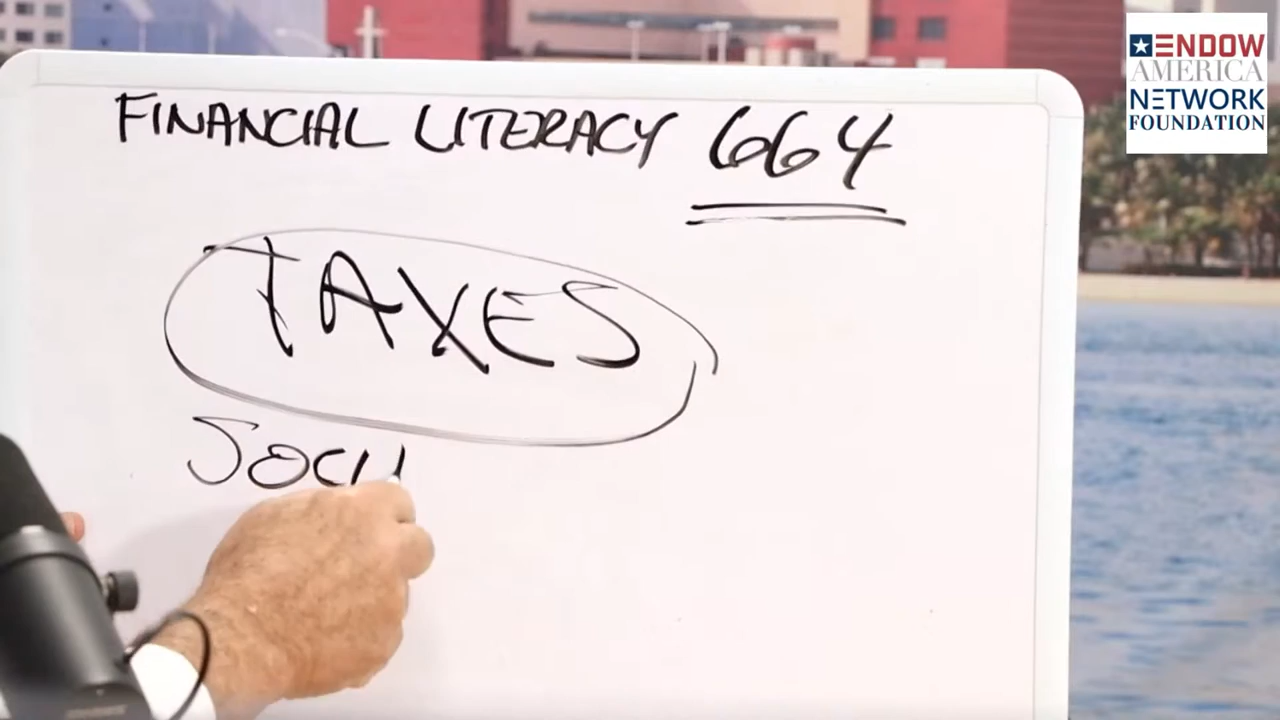 FINANCIAL LITERACY 664
TAXES
ENDOW
AMERICA
NETWORK
FOUNDATION